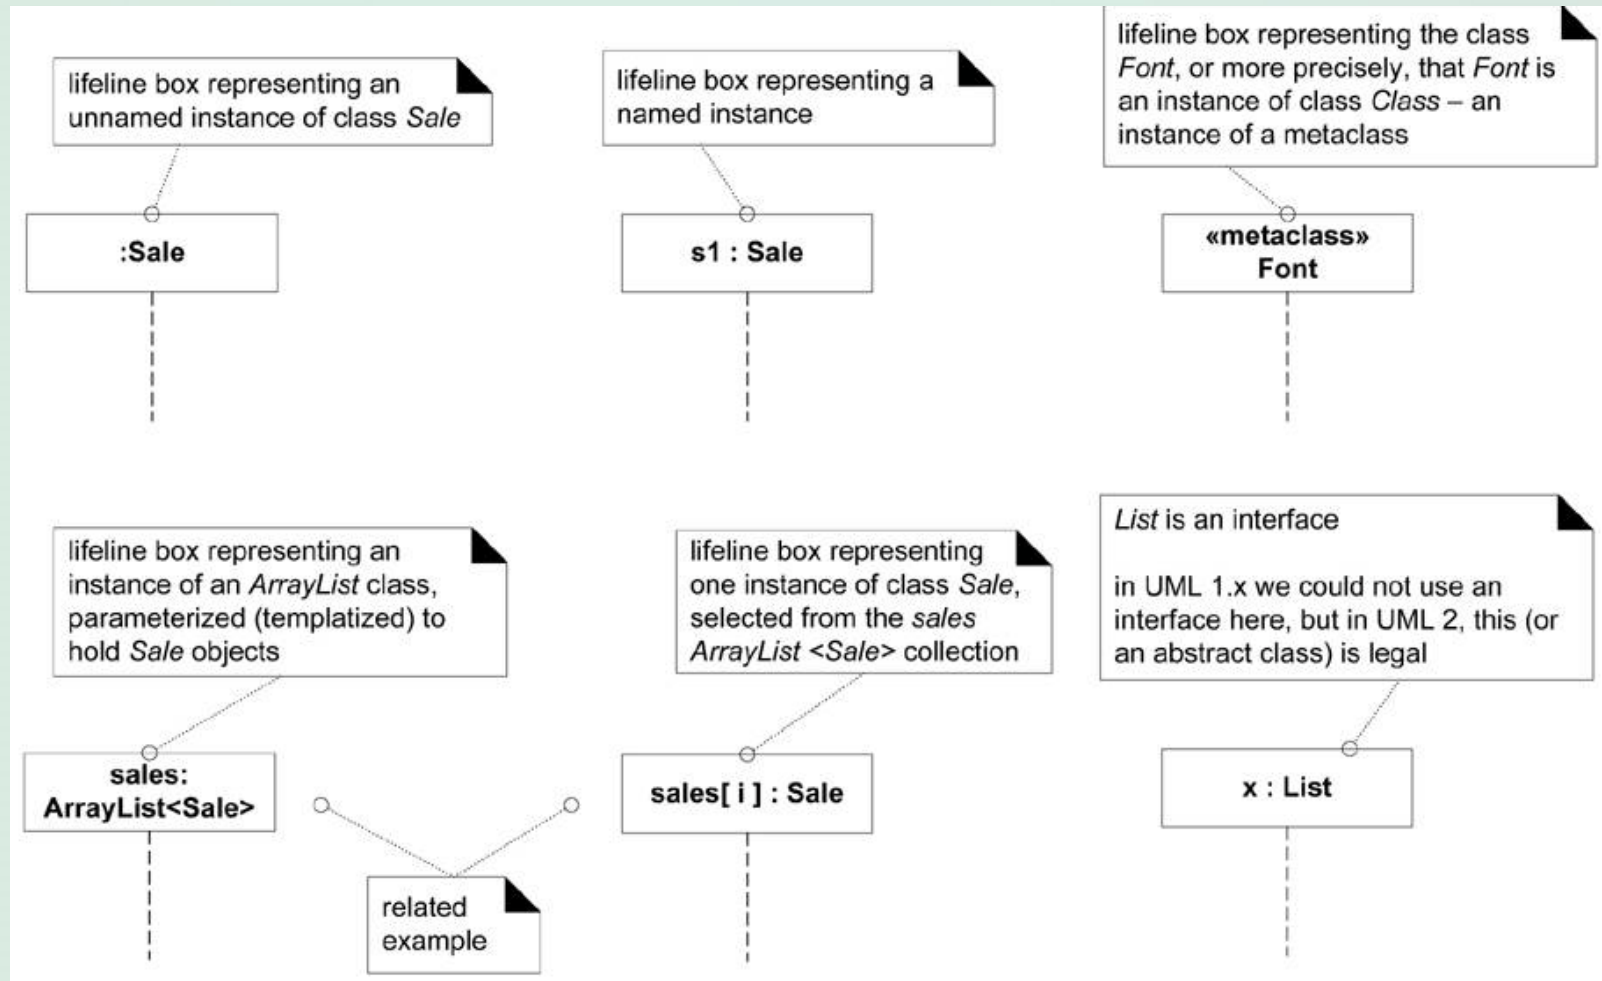 lifeline box representing an
unnamed instance of class Sale
:Sale
lifeline box representing a
named instance
s1 : Sale
lifeline box representing the class
Font, or more precisely, that Font is
an instance of class Class – an
instance of a metaclass
«metaclass»
Font
lifeline box representing an
instance of an ArrayList class,
parameterized (templatized) to
hold Sale objects
sales:
ArrayList<Sale>
related
example
lifeline box representing
one instance of class Sale,
selected from the sales
ArrayList <Sale> collection
sales[ i ] : Sale
List is an interface
in UML 1.x we could not use an
interface here, but in UML 2, this (or
an abstract class) is legal
x : List